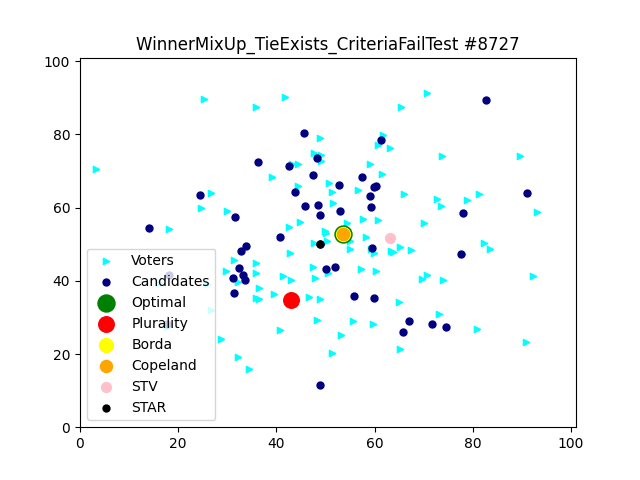 WinnerMixUp_TieExists_CriteriaFailTest #8727
100
80
60
40
20
0
Voters
Candidates
Optimal
Plurality
Borda
Copeland
STV
STAR
0 20 40 60 80 100